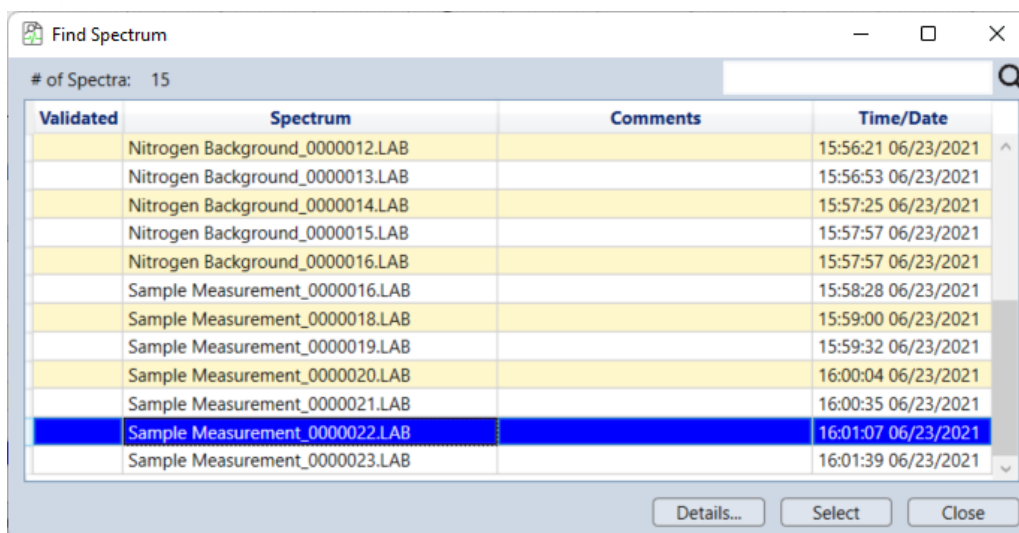 Find Spectrum
# of Spectra: 15
Validated Spectrum Comments Time/Date
Nitrogen Background_0000012.LAB 15:56:21 06/23/2021
Nitrogen Background_0000013.LAB 15:56:53 06/23/2021
Nitrogen Background_0000014.LAB 15:57:25 06/23/2021
Nitrogen Background_0000015.LAB 15:57:57 06/23/2021
Nitrogen Background_0000016.LAB 15:57:57 06/23/2021
Sample Measurement_0000016.LAB 15:58:28 06/23/2021
Sample Measurement_0000018.LAB 15:59:00 06/23/2021
Sample Measurement_0000019.LAB 15:59:32 06/23/2021
Sample Measurement_0000020.LAB 16:00:04 06/23/2021
Sample Measurement_0000021.LAB 16:00:35 06/23/2021
Sample Measurement_0000022.LAB 16:01:07 06/23/2021
Sample Measurement_0000023.LAB 16:01:39 06/23/2021
Details... Select Close